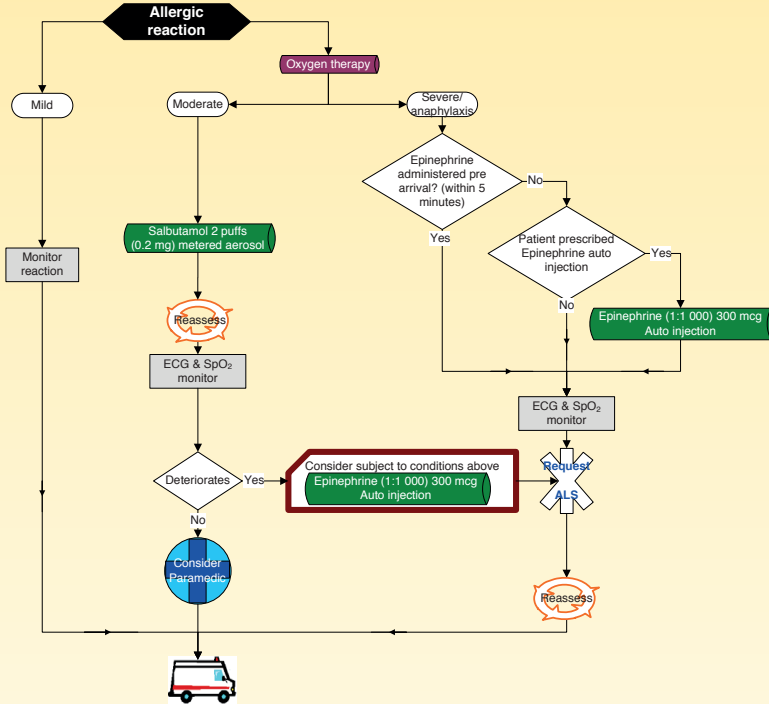 Allergic
reaction
Oxygen therapy
Mild
Moderate
Severe/
anaphylaxis
Epinephrine
administered pre
arrival? (within 5
minutes)
No
Yes
Patient prescribed
Epinephrine auto
injection
Yes
No
Salbutamol 2 puffs
(0.2 mg) metered aerosol
Monitor
reaction
Epinephrine (1:1 000) 300 mcg
Auto injection
Reassess
ECG & SpO₂
monitor
ECG & SpO₂
monitor
Deteriorates
Yes
No
Consider subject to conditions above
Epinephrine (1:1 000) 300 mcg
Auto injection
Request
ALS
Consider
Paramedic
Reassess